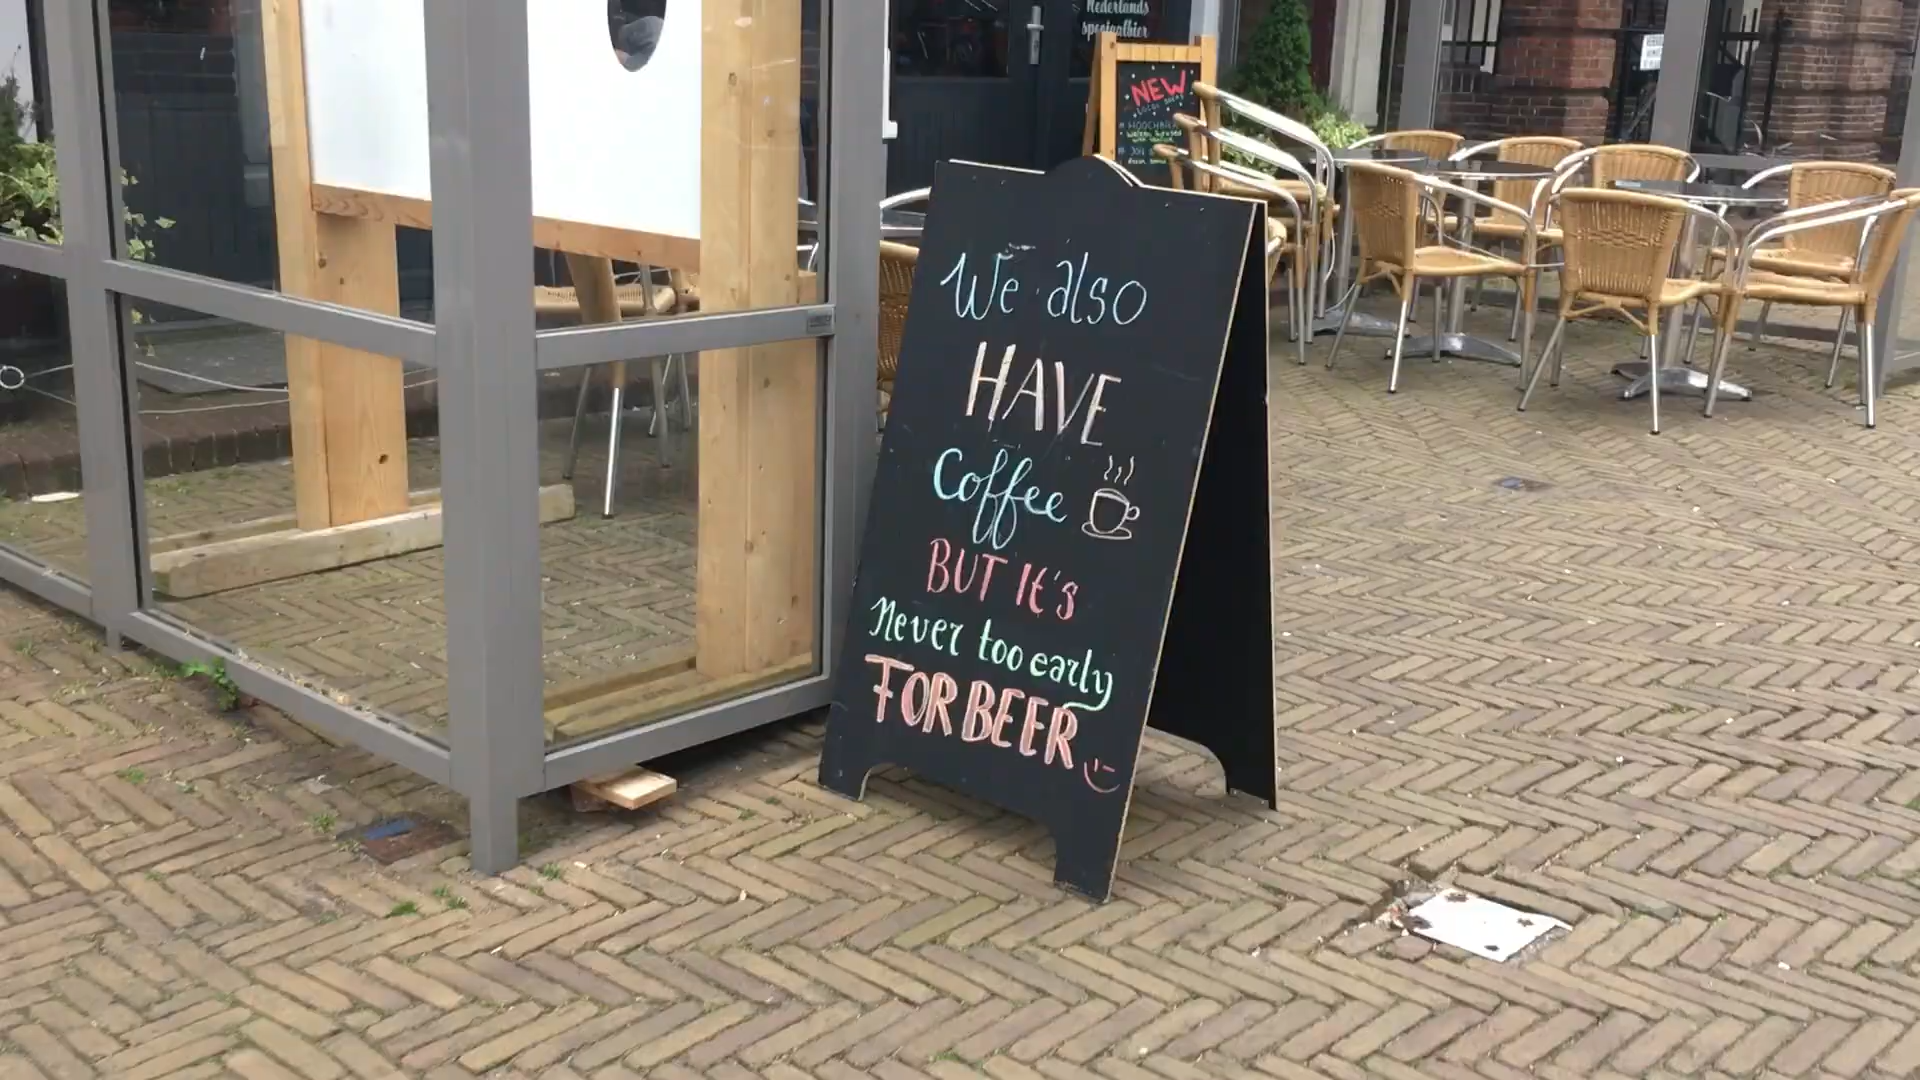 Nederlands
speciaalbier
NEW
We also
HAVE
Coffee
BUT It's
Never too early
FOR BEER